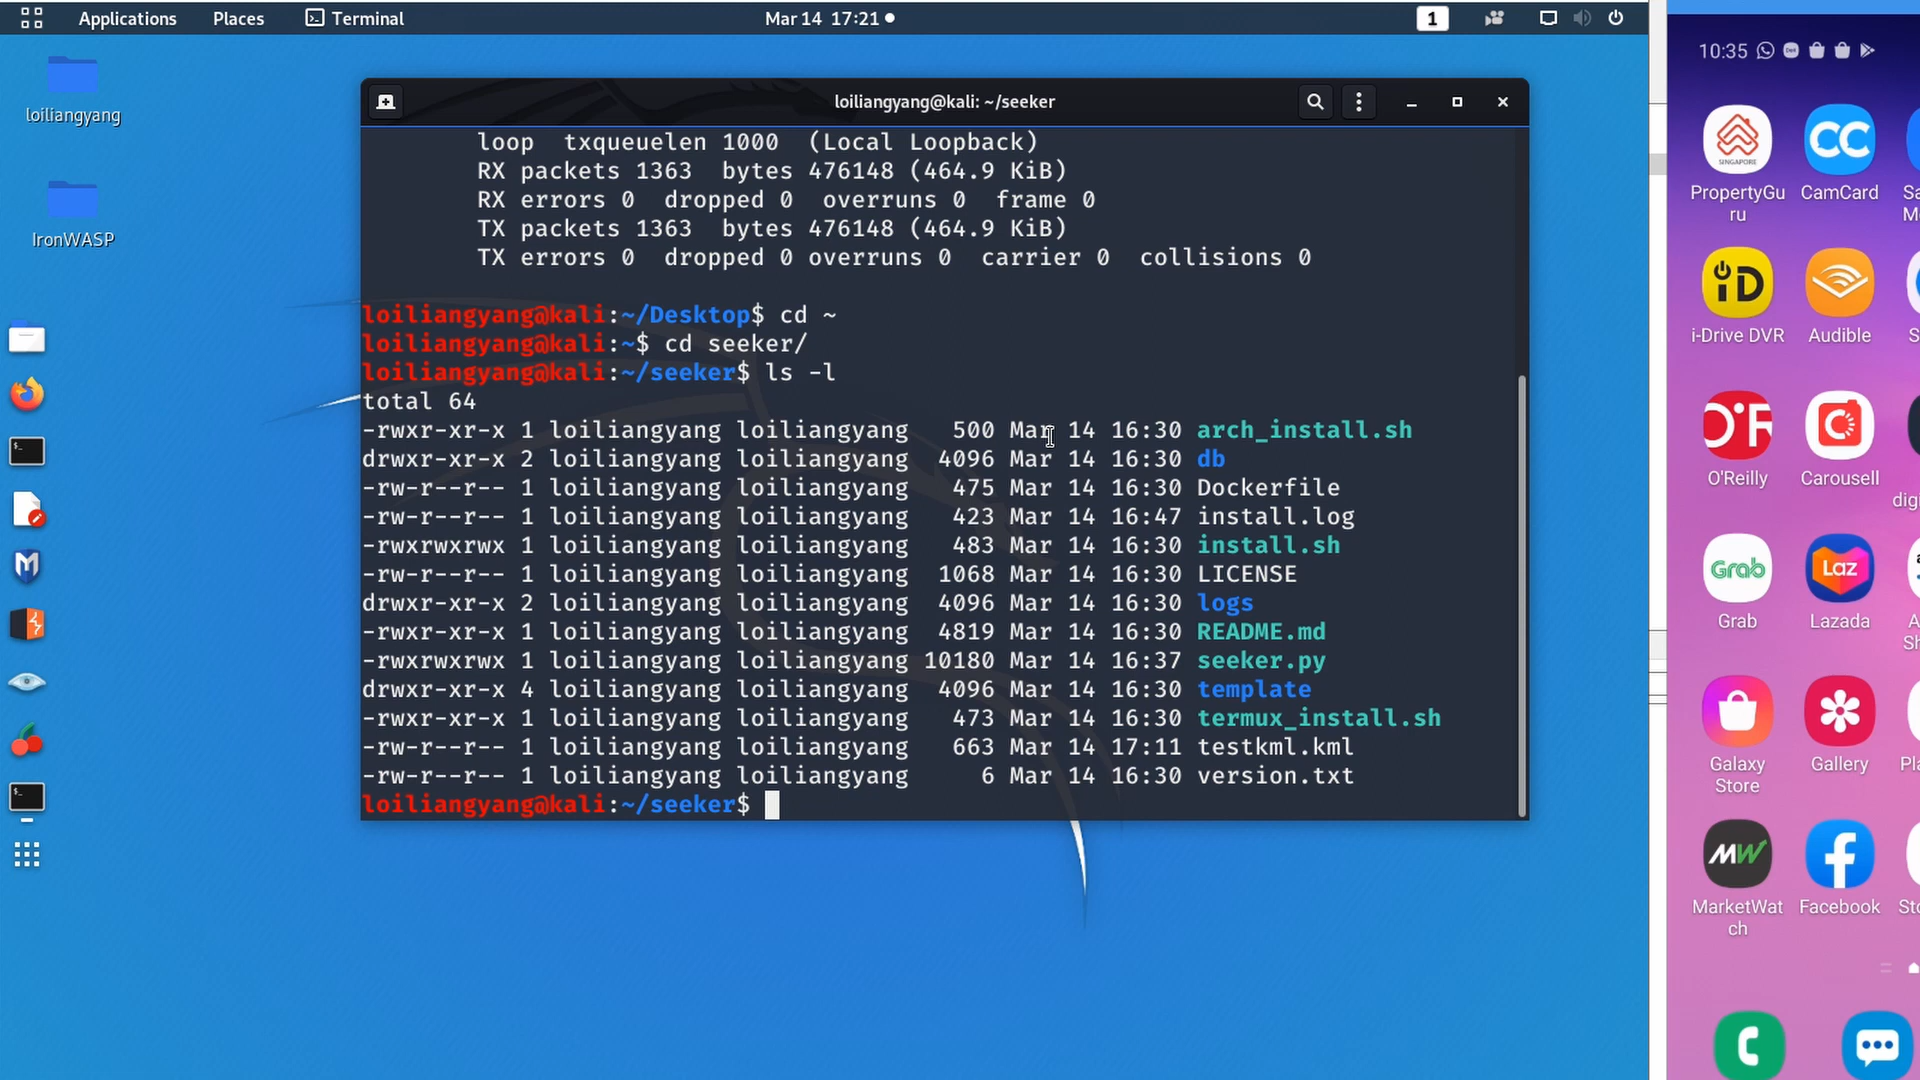 Applications Places Terminal Mar 14 17:21 1
loiliangyang
IronWASP
loiliangyang@kali: ~/seeker
loop txqueuelen 1000 (Local Loopback)
RX packets 1363 bytes 476148 (464.9 KiB)
RX errors 0 dropped 0 overruns 0 frame 0
TX packets 1363 bytes 476148 (464.9 KiB)
TX errors 0 dropped 0 overruns 0 carrier 0 collisions 0
loiliangyang@kali:~/Desktop$ cd ~
loiliangyang@kali:~$ cd seeker/
loiliangyang@kali:~/seeker$ ls -l
total 64
-rwxr-xr-x 1 loiliangyang loiliangyang 500 Mar 14 16:30 arch_install.sh
drwxr-xr-x 2 loiliangyang loiliangyang 4096 Mar 14 16:30 db
-rw-r--r-- 1 loiliangyang loiliangyang 475 Mar 14 16:30 Dockerfile
-rw-r--r-- 1 loiliangyang loiliangyang 423 Mar 14 16:47 install.log
-rwxrwxrwx 1 loiliangyang loiliangyang 483 Mar 14 16:30 install.sh
-rw-r--r-- 1 loiliangyang loiliangyang 1068 Mar 14 16:30 LICENSE
drwxr-xr-x 2 loiliangyang loiliangyang 4096 Mar 14 16:30 logs
-rwxr-xr-x 1 loiliangyang loiliangyang 4819 Mar 14 16:30 README.md
-rwxrwxrwx 1 loiliangyang loiliangyang 10180 Mar 14 16:37 seeker.py
drwxr-xr-x 4 loiliangyang loiliangyang 4096 Mar 14 16:30 template
-rwxr-xr-x 1 loiliangyang loiliangyang 473 Mar 14 16:30 termux_install.sh
-rw-r--r-- 1 loiliangyang loiliangyang 663 Mar 14 17:11 testkml.kml
-rw-r--r-- 1 loiliangyang loiliangyang 6 Mar 14 16:30 version.txt
loiliangyang@kali:~/seeker$
10:35
SINGAPORE CC
PropertyGu CamCard
ru
iD
i-Drive DVR Audible
O'R
O'Reilly Carousell
Grab Laz
Grab Lazada
Galaxy Gallery
Store
MW
MarketWat Facebook
ch